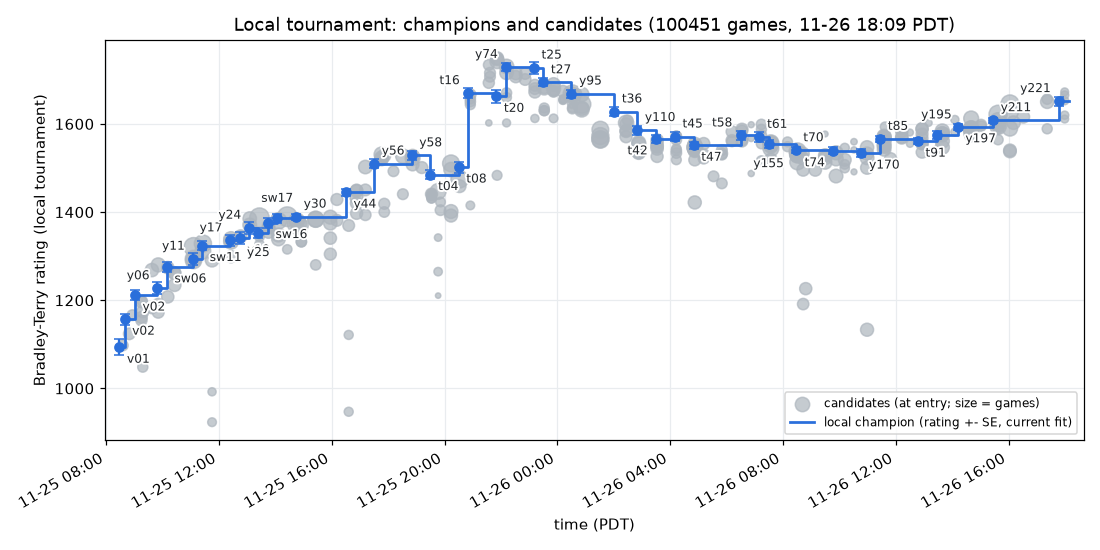 Local tournament: champions and candidates (100451 games, 11-26 18:09 PDT)
Bradley-Terry rating (local tournament)
1600
1400
1200
1000
v01
v02
y02
y06
y11
sw06
y17
sw11
y24
y25
sw17
sw16
y30
y44
y56
y58
t04
t08
t16
y74
t20
t25
t27
y95
t36
t42
y110
t45
t47
t58
t61
y155
t70
t74
y170
t85
t91
y195
y197
y211
y221
candidates (at entry; size = games)
local champion (rating +- SE, current fit)
11-25 08:00
11-25 12:00
11-25 16:00
11-25 20:00
11-26 00:00
11-26 04:00
11-26 08:00
11-26 12:00
11-26 16:00
time (PDT)